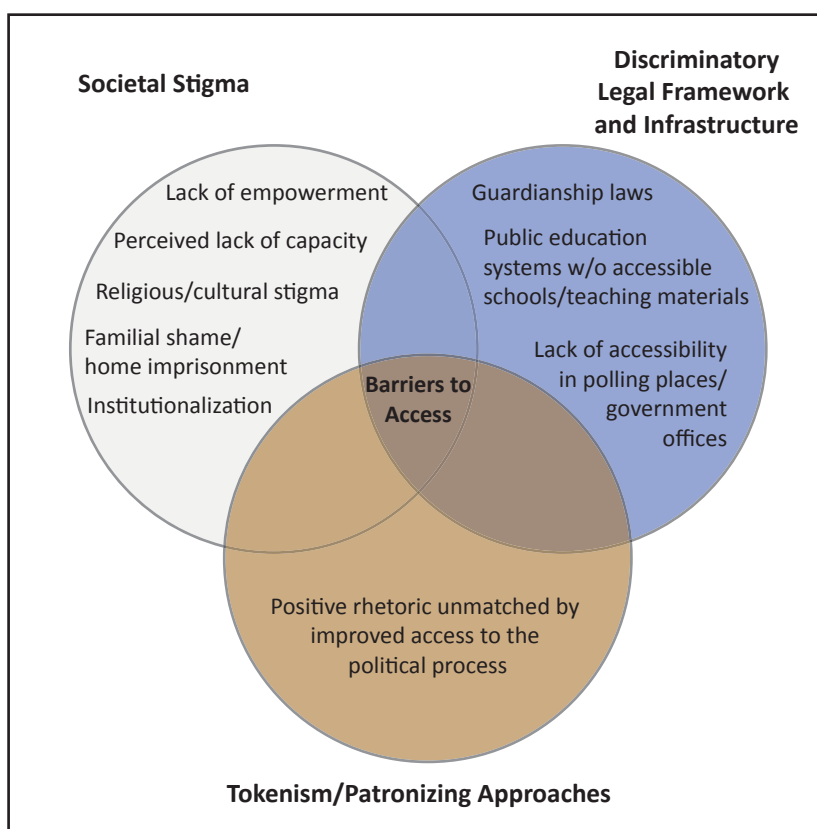 Societal Stigma
Discriminatory
Legal Framework
and Infrastructure
Lack of empowerment
Perceived lack of capacity
Religious/cultural stigma
Familial shame/
home imprisonment
Institutionalization
Guardianship laws
Public education
systems w/o accessible
schools/teaching materials
Lack of accessibility
in polling places/
government
offices
Barriers to
Access
Positive rhetoric unmatched by
improved access to the
political process
Tokenism/Patronizing Approaches